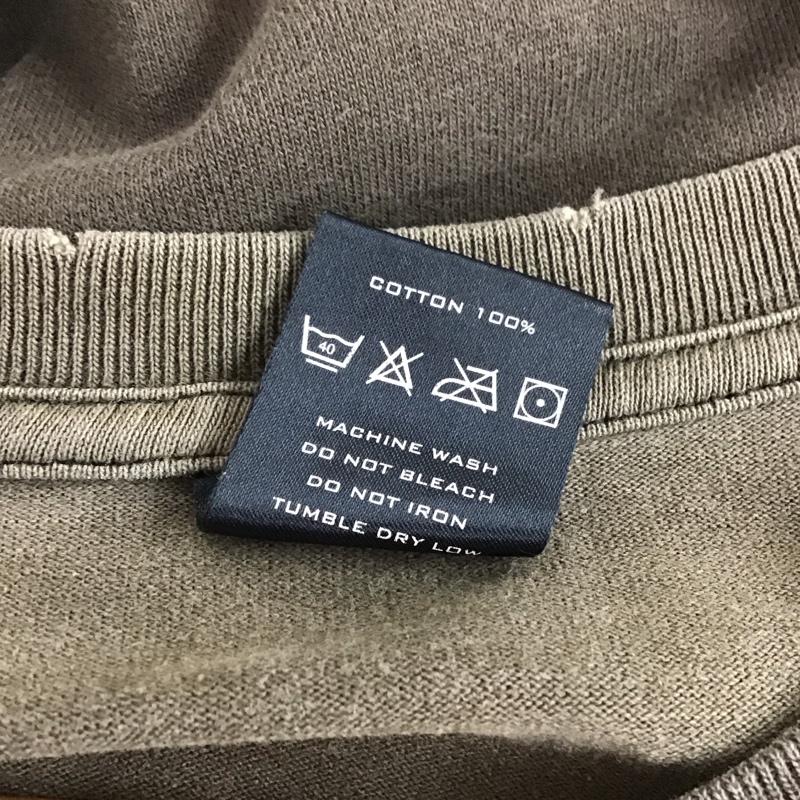 COTTON 100%
40
MACHINE WASH
DO NOT BLEACH
DO NOT IRON
TUMBLE DRY LOW